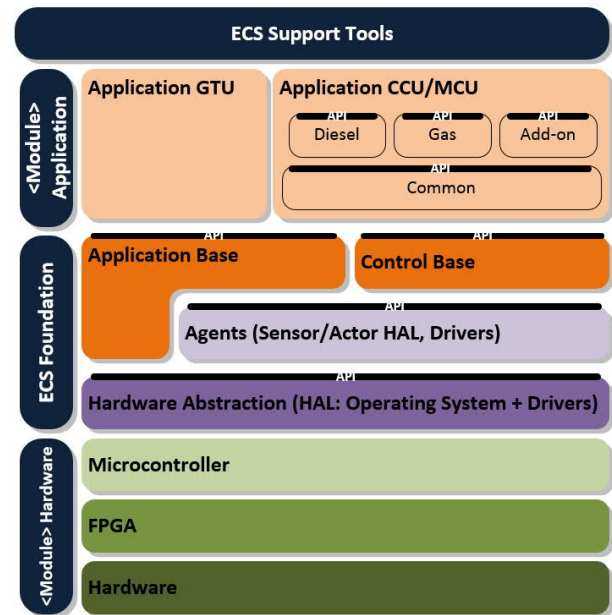 ECS Support Tools
<Module>
Application
Application GTU
Application CCU/MCU
API
Diesel
API
Gas
API
Add-on
API
Common
ECS Foundation
API
Application Base
API
Control Base
API
Agents (Sensor/Actor HAL, Drivers)
API
Hardware Abstraction (HAL: Operating System + Drivers)
<Module> Hardware
Microcontroller
FPGA
Hardware